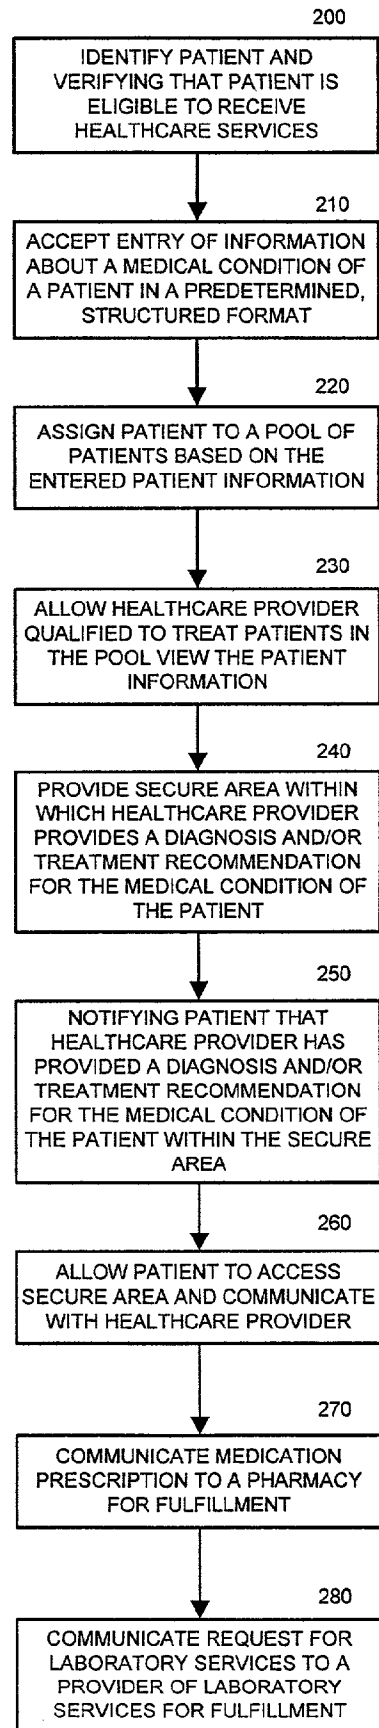 200
IDENTIFY PATIENT AND
VERIFYING THAT PATIENT IS
ELIGIBLE TO RECEIVE
HEALTHCARE SERVICES
210
ACCEPT ENTRY OF INFORMATION
ABOUT A MEDICAL CONDITION OF
A PATIENT IN A PREDETERMINED,
STRUCTURED FORMAT
220
ASSIGN PATIENT TO A POOL OF
PATIENTS BASED ON THE
ENTERED PATIENT INFORMATION
230
ALLOW HEALTHCARE PROVIDER
QUALIFIED TO TREAT PATIENTS IN
THE POOL VIEW THE PATIENT
INFORMATION
240
PROVIDE SECURE AREA WITHIN
WHICH HEALTHCARE PROVIDER
PROVIDES A DIAGNOSIS AND/OR
TREATMENT RECOMMENDATION
FOR THE MEDICAL CONDITION OF
THE PATIENT
250
NOTIFYING PATIENT THAT
HEALTHCARE PROVIDER HAS
PROVIDED A DIAGNOSIS AND/OR
TREATMENT RECOMMENDATION
FOR THE MEDICAL CONDITION OF
THE PATIENT WITHIN THE SECURE
AREA
260
ALLOW PATIENT TO ACCESS
SECURE AREA AND COMMUNICATE
WITH HEALTHCARE PROVIDER
270
COMMUNICATE MEDICATION
PRESCRIPTION TO A PHARMACY
FOR FULFILLMENT
280
COMMUNICATE REQUEST FOR
LABORATORY SERVICES TO A
PROVIDER OF LABORATORY
SERVICES FOR FULFILLMENT